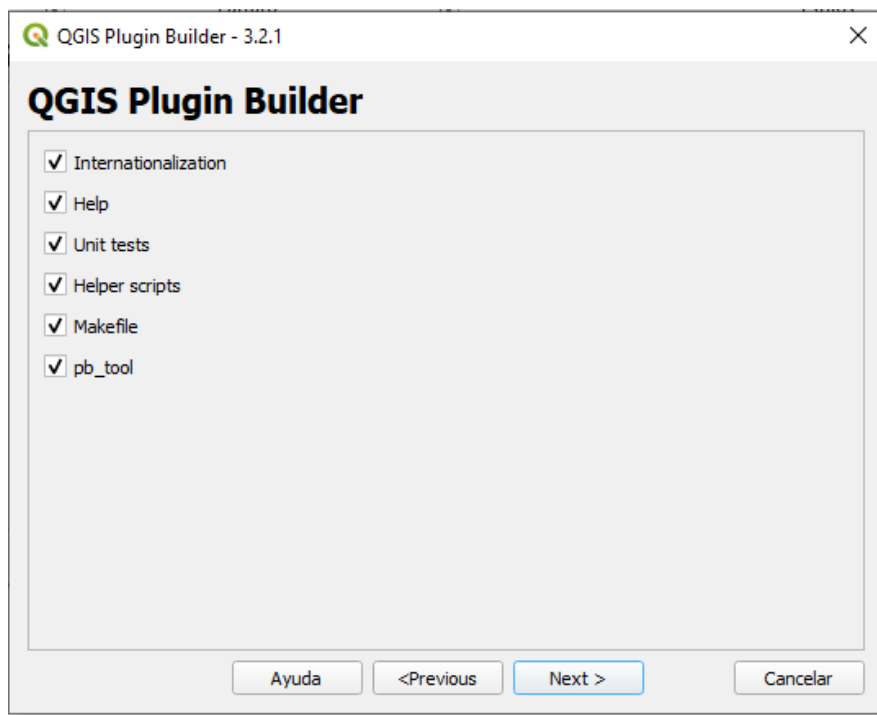 QGIS Plugin Builder - 3.2.1
QGIS Plugin Builder
Internationalization
Help
Unit tests
Helper scripts
Makefile
pb_tool
Ayuda
<Previous
Next >
Cancelar